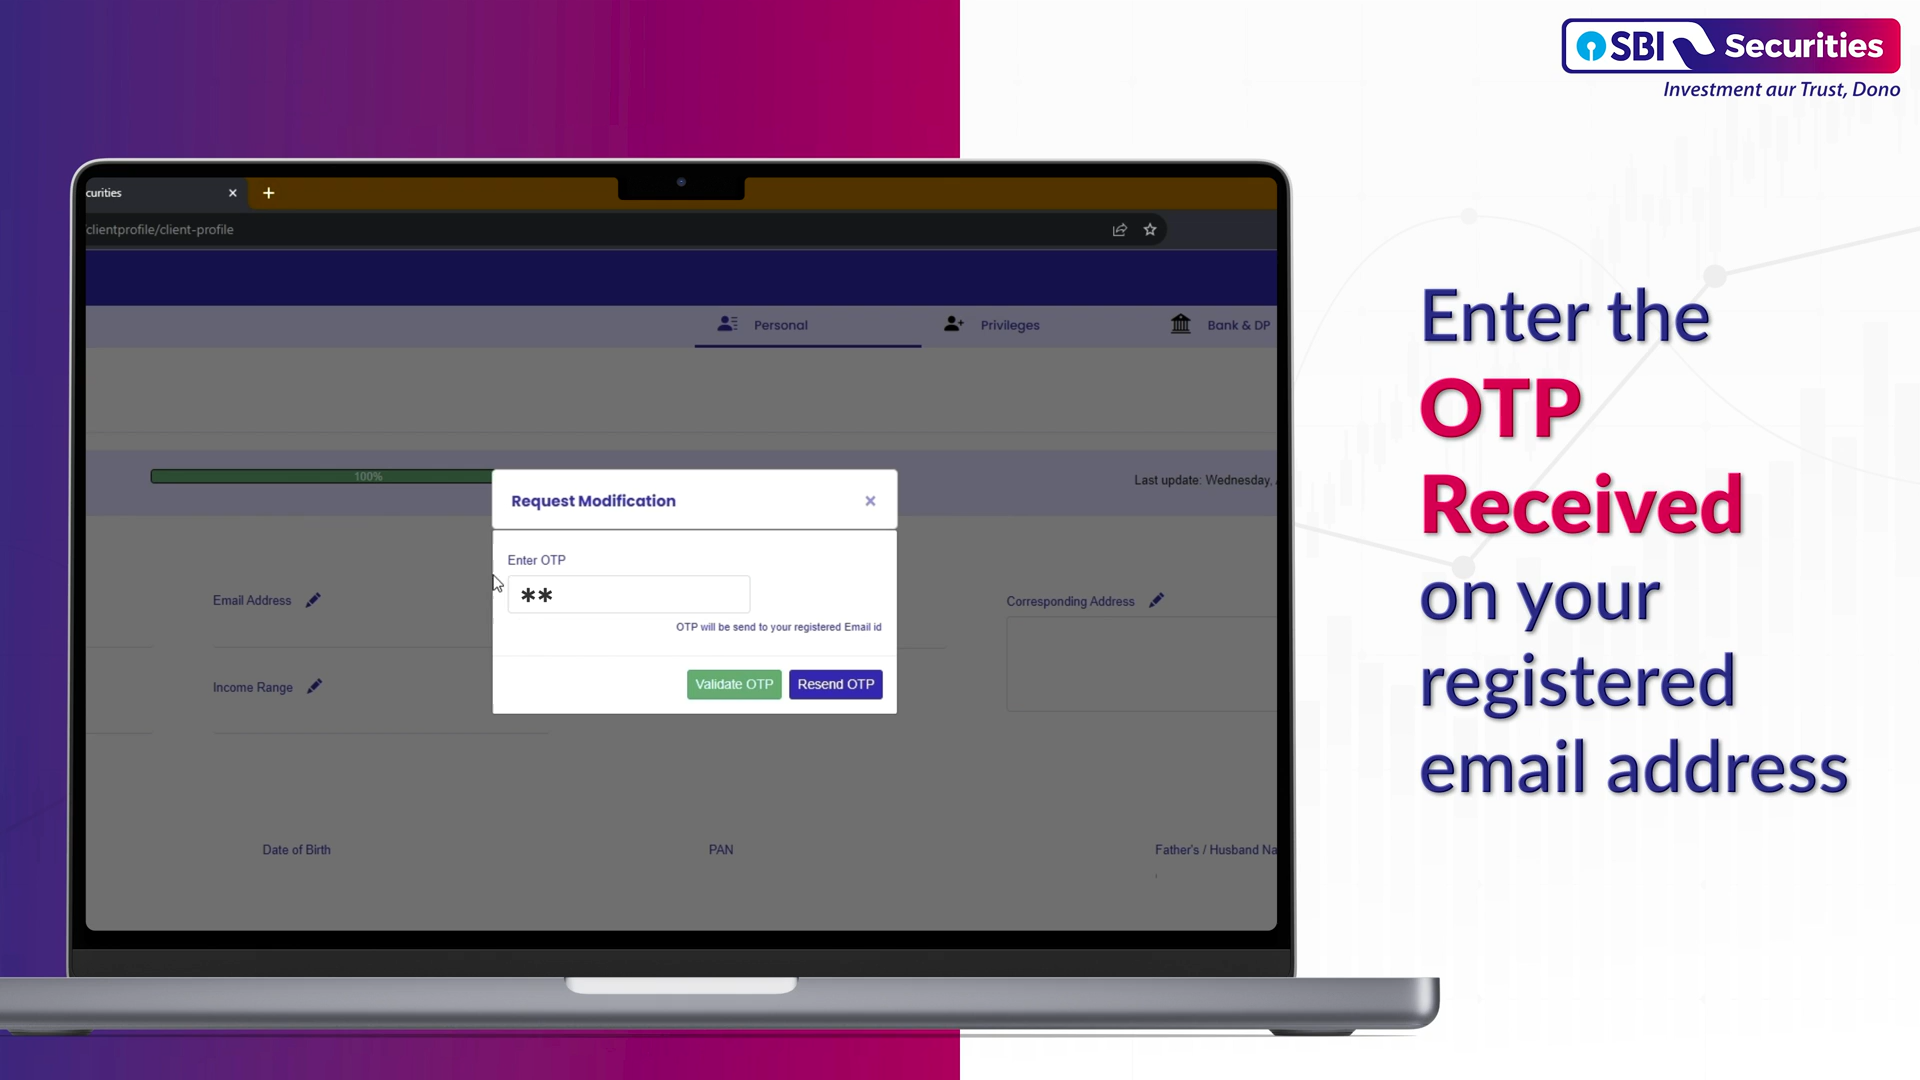 SBI Securities
Investment aur Trust, Dono
curities
clientprofile/client-profile
Personal
Privileges
Bank & DP
100%
Last update: Wednesday,
Request Modification
Enter OTP
**
OTP will be send to your registered Email id
Validate OTP
Resend OTP
Email Address
Corresponding Address
Income Range
Date of Birth
PAN
Father's / Husband Na
Enter the
OTP
Received
on your
registered
email address